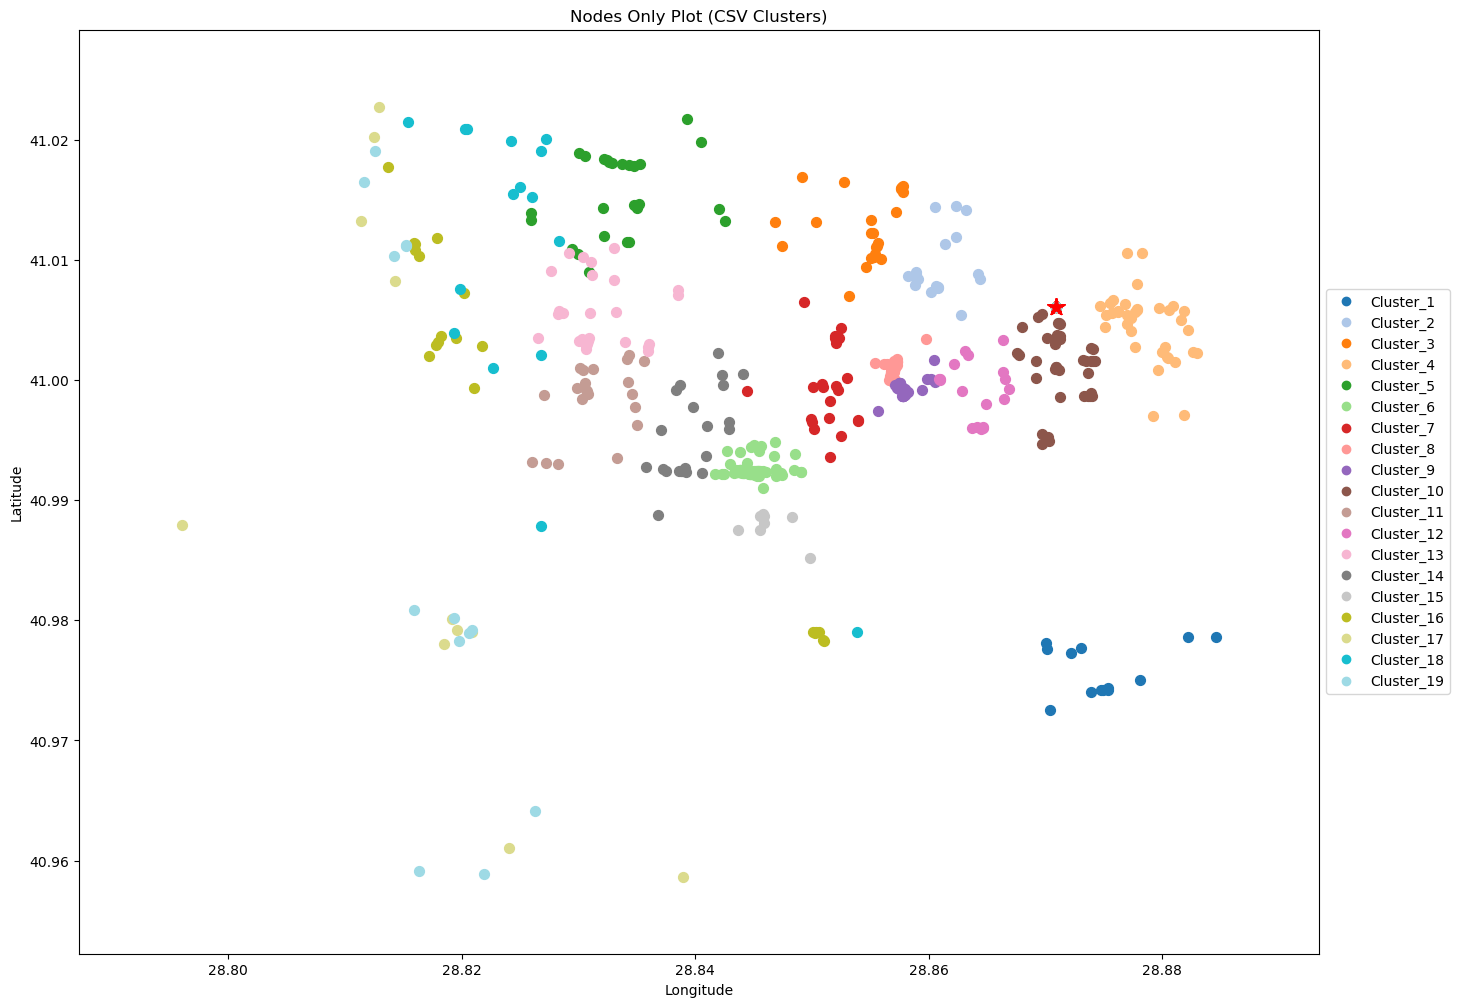 Nodes Only Plot (CSV Clusters)
41.02
41.01
41.00
40.99
40.98
40.97
40.96
Latitude
28.80
28.82
28.84
28.86
28.88
Longitude
Cluster_1
Cluster_2
Cluster_3
Cluster_4
Cluster_5
Cluster_6
Cluster_7
Cluster_8
Cluster_9
Cluster_10
Cluster_11
Cluster_12
Cluster_13
Cluster_14
Cluster_15
Cluster_16
Cluster_17
Cluster_18
Cluster_19